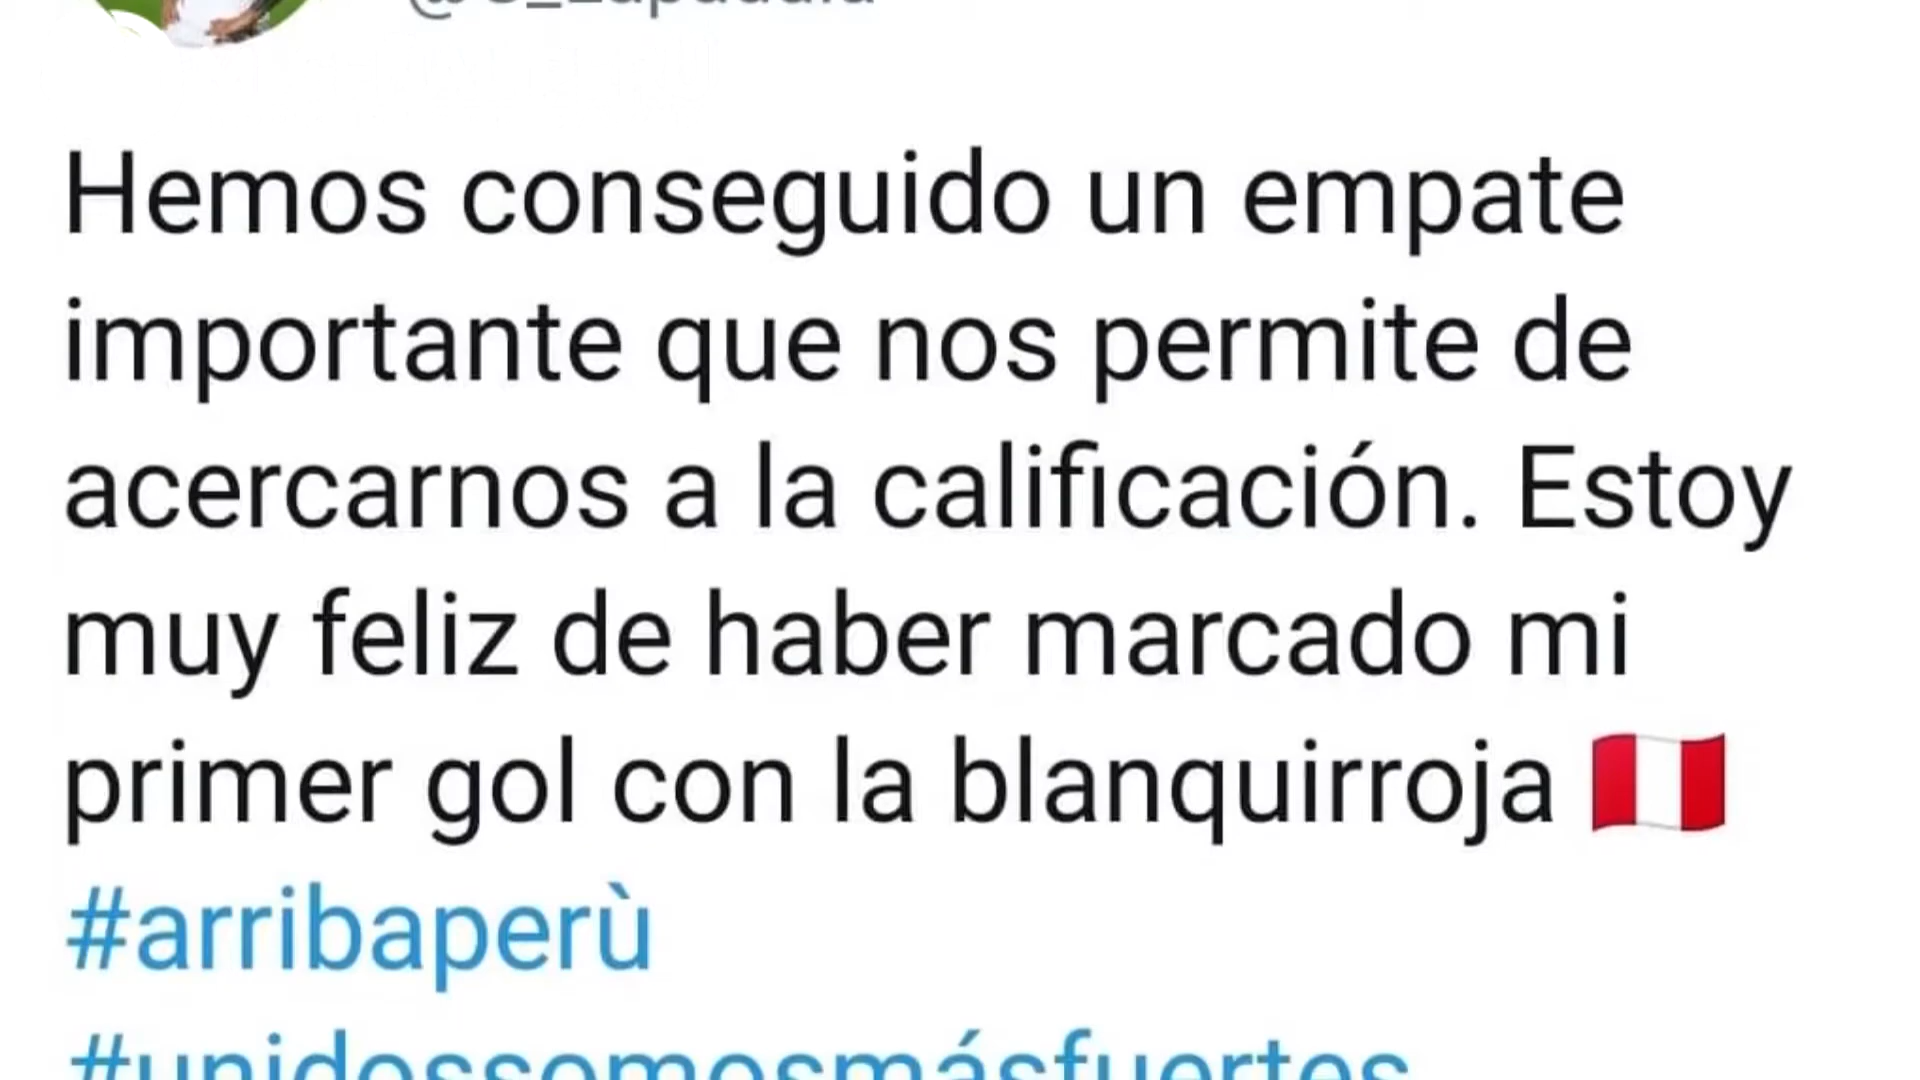 Hemos conseguido un empate
importante que nos permite de
acercarnos a la calificación. Estoy
muy feliz de haber marcado mi
primer gol con la blanquirroja 🇵🇪
#arribaperù
#unidossomosmásfuertes